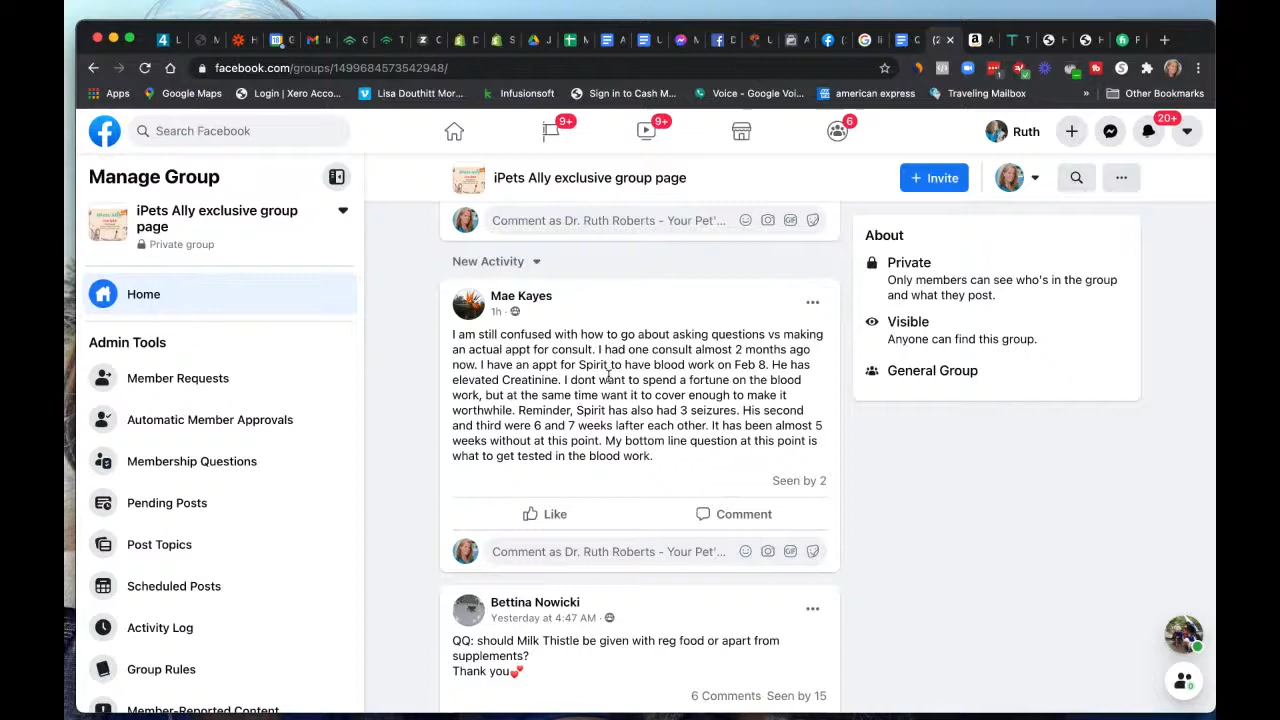 facebook.com/groups/1499684573542948/
Apps
Google Maps
Login | Xero Acco...
Lisa Douthitt Mor...
Infusionsoft
Sign in to Cash M...
Voice - Google Voi...
american express
Traveling Mailbox
»
Other Bookmarks
Search Facebook
9+
9+
6
Ruth
20+
Manage Group
iPets Ally exclusive group page
+ Invite
iPets Ally exclusive group
page
Private group
Home
Admin Tools
Member Requests
Automatic Member Approvals
Membership Questions
Pending Posts
Post Topics
Scheduled Posts
Activity Log
Group Rules
Member-Reported Content
Comment as Dr. Ruth Roberts - Your Pet'...
GIF
New Activity
Mae Kayes
1h ·
I am still confused with how to go about asking questions vs making
an actual appt for consult. I had one consult almost 2 months ago
now. I have an appt for Spirit to have blood work on Feb 8. He has
elevated Creatinine. I dont want to spend a fortune on the blood
work, but at the same time want it to cover enough to make it
worthwhile. Reminder, Spirit has also had 3 seizures. His second
and third were 6 and 7 weeks lafter each other. It has been almost 5
weeks without at this point. My bottom line question at this point is
what to get tested in the blood work.
Seen by 2
Like
Comment
Comment as Dr. Ruth Roberts - Your Pet'...
GIF
Bettina Nowicki
Yesterday at 4:47 AM ·
QQ: should Milk Thistle be given with reg food or apart from
supplements?
Thank you💕
6 Comments Seen by 15
About
Private
Only members can see who's in the group
and what they post.
Visible
Anyone can find this group.
General Group